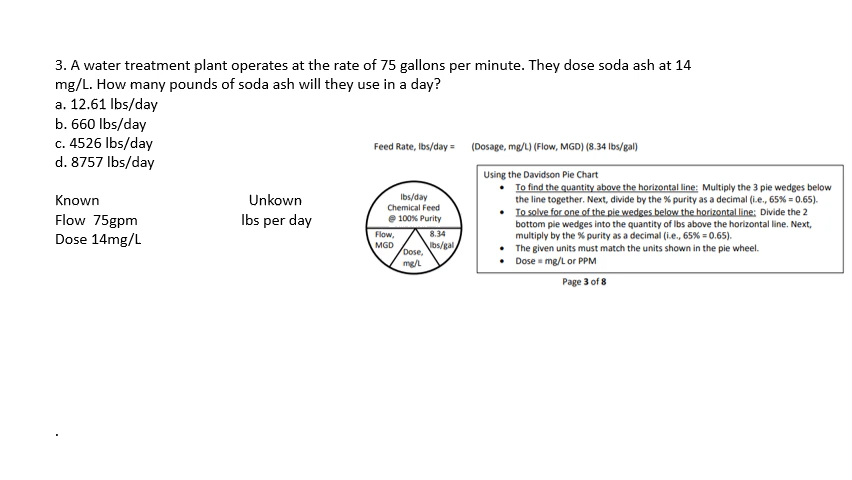 3. A water treatment plant operates at the rate of 75 gallons per minute. They dose soda ash at 14
mg/L. How many pounds of soda ash will they use in a day?
a. 12.61 lbs/day
b. 660 lbs/day
c. 4526 lbs/day
d. 8757 lbs/day
Known
Flow 75gpm
Dose 14mg/L
Unkown
lbs per day
Feed Rate, lbs/day = (Dosage, mg/L) (Flow, MGD) (8.34 lbs/gal)
lbs/day
Chemical Feed
@ 100% Purity
Flow,
MGD
Dose,
mg/L
8.34
lbs/gal
Using the Davidson Pie Chart
• To find the quantity above the horizontal line: Multiply the 3 pie wedges below
the line together. Next, divide by the % purity as a decimal (i.e., 65% = 0.65).
• To solve for one of the pie wedges below the horizontal line: Divide the 2
bottom pie wedges into the quantity of lbs above the horizontal line. Next,
multiply by the % purity as a decimal (i.e., 65% = 0.65).
• The given units must match the units shown in the pie wheel.
• Dose = mg/L or PPM
Page 3 of 8
.